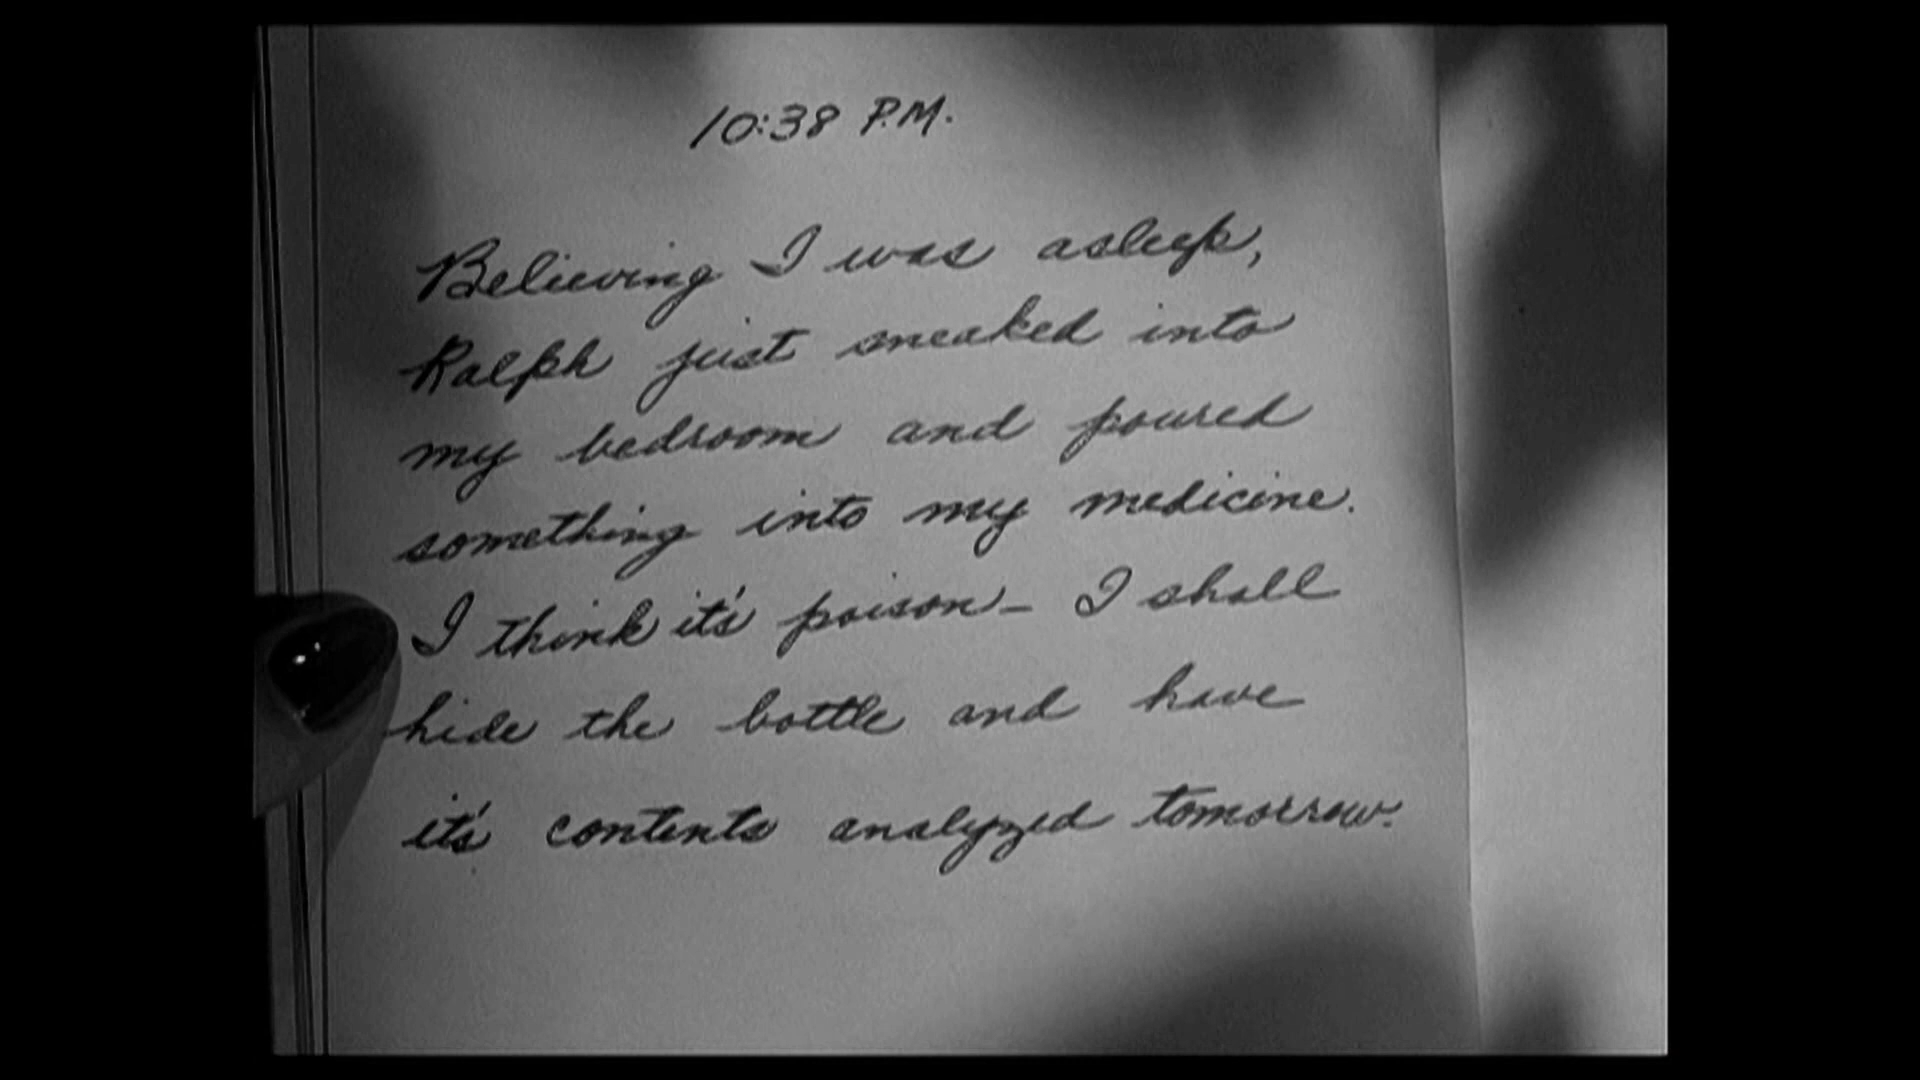 10:38 P.M.
Believing I was asleep,
Ralph just sneaked into
my bedroom and poured
something into my medicine.
I think it's poison - I shall
hide the bottle and have
it's contents analyzed tomorrow.